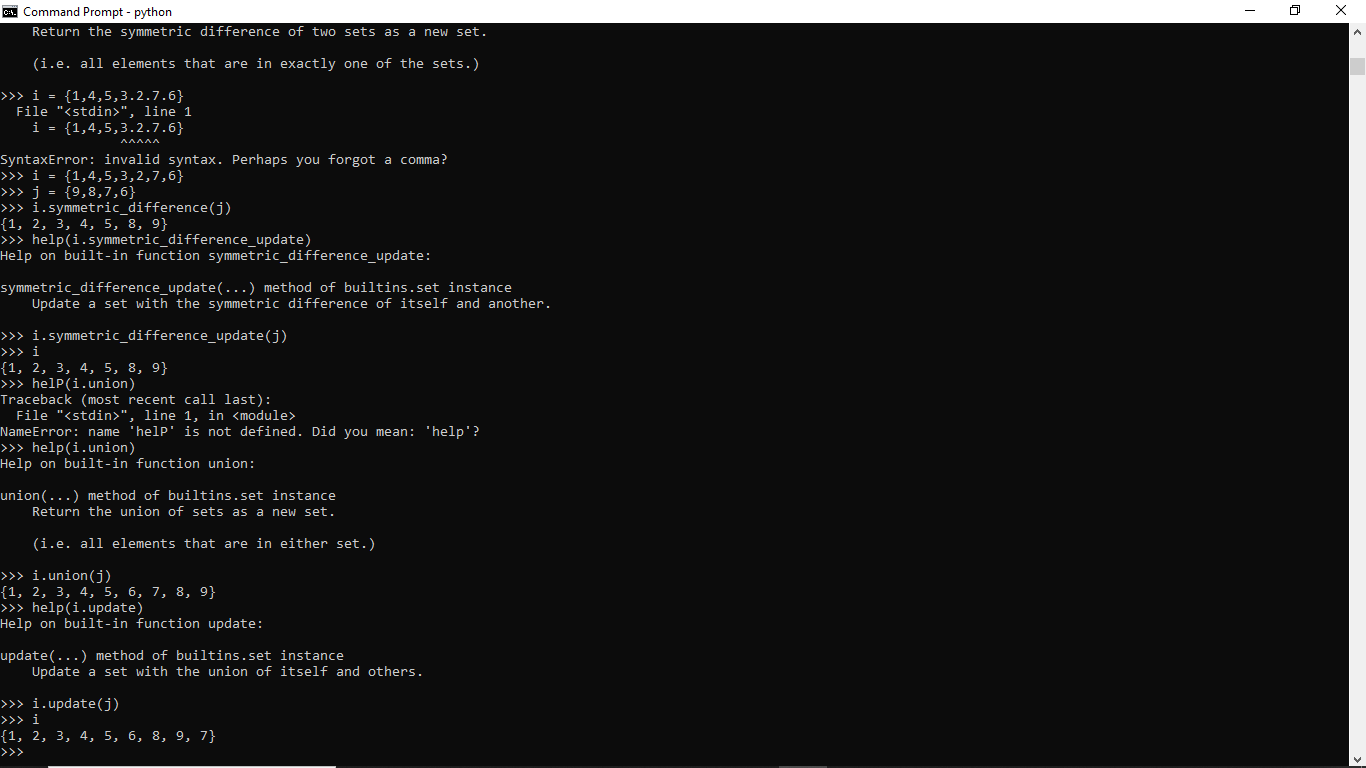 Command Prompt - python
    Return the symmetric difference of two sets as a new set.
    (i.e. all elements that are in exactly one of the sets.)
>>> i = {1,4,5,3.2.7.6}
  File "<stdin>", line 1
    i = {1,4,5,3.2.7.6}
               ^^^^^
SyntaxError: invalid syntax. Perhaps you forgot a comma?
>>> i = {1,4,5,3,2,7,6}
>>> j = {9,8,7,6}
>>> i.symmetric_difference(j)
{1, 2, 3, 4, 5, 8, 9}
>>> help(i.symmetric_difference_update)
Help on built-in function symmetric_difference_update:
symmetric_difference_update(...) method of builtins.set instance
    Update a set with the symmetric difference of itself and another.
>>> i.symmetric_difference_update(j)
>>> i
{1, 2, 3, 4, 5, 8, 9}
>>> helP(i.union)
Traceback (most recent call last):
  File "<stdin>", line 1, in <module>
NameError: name 'helP' is not defined. Did you mean: 'help'?
>>> help(i.union)
Help on built-in function union:
union(...) method of builtins.set instance
    Return the union of sets as a new set.
    (i.e. all elements that are in either set.)
>>> i.union(j)
{1, 2, 3, 4, 5, 6, 7, 8, 9}
>>> help(i.update)
Help on built-in function update:
update(...) method of builtins.set instance
    Update a set with the union of itself and others.
>>> i.update(j)
>>> i
{1, 2, 3, 4, 5, 6, 8, 9, 7}
>>>